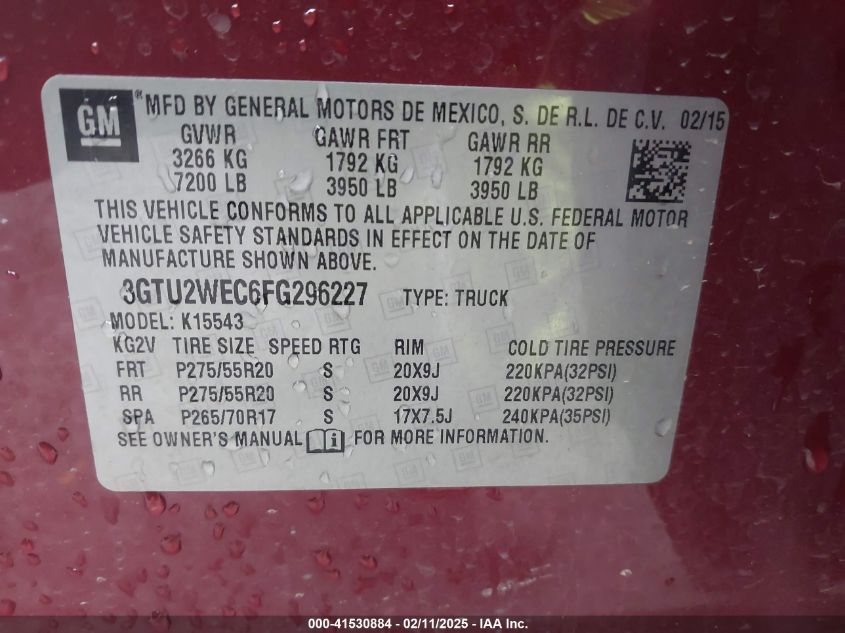 GM ® MFD BY GENERAL MOTORS DE MEXICO, S. DE R.L. DE C.V. 02/15
GVWR GAWR FRT GAWR RR
3266 KG 1792 KG 1792 KG
7200 LB 3950 LB 3950 LB
THIS VEHICLE CONFORMS TO ALL APPLICABLE U.S. FEDERAL MOTOR
VEHICLE SAFETY STANDARDS IN EFFECT ON THE DATE OF
MANUFACTURE SHOWN ABOVE.
3GTU2WEC6FG296227 TYPE: TRUCK
MODEL: K15543
KG2V TIRE SIZE SPEED RTG RIM COLD TIRE PRESSURE
FRT P275/55R20 S 20X9J 220KPA(32PSI)
RR P275/55R20 S 20X9J 220KPA(32PSI)
SPA P265/70R17 S 17X7.5J 240KPA(35PSI)
SEE OWNER'S MANUAL FOR MORE INFORMATION.
000-41530884 - 02/11/2025 - IAA Inc.